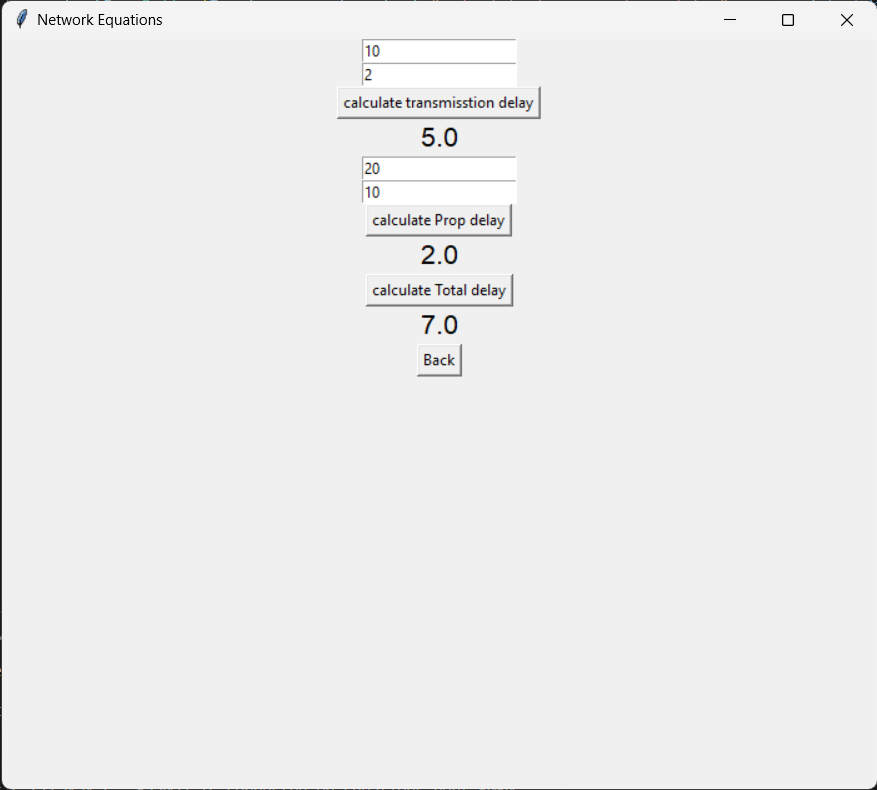 Network Equations
10
2
calculate transmisstion delay
5.0
20
10
calculate Prop delay
2.0
calculate Total delay
7.0
Back